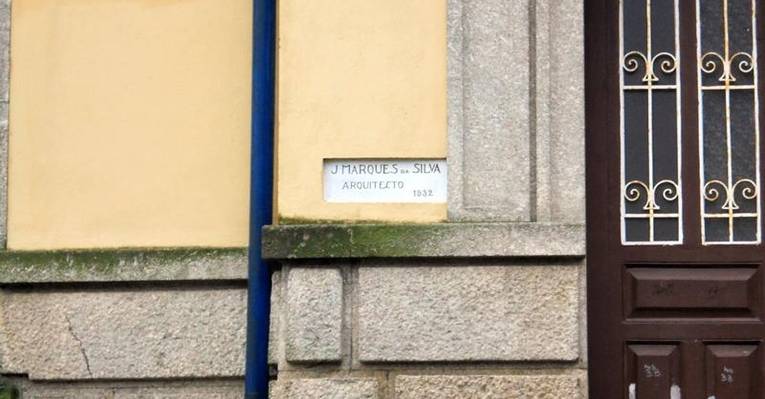 J MARQUES DA SILVA
ARQUITECTO 1932